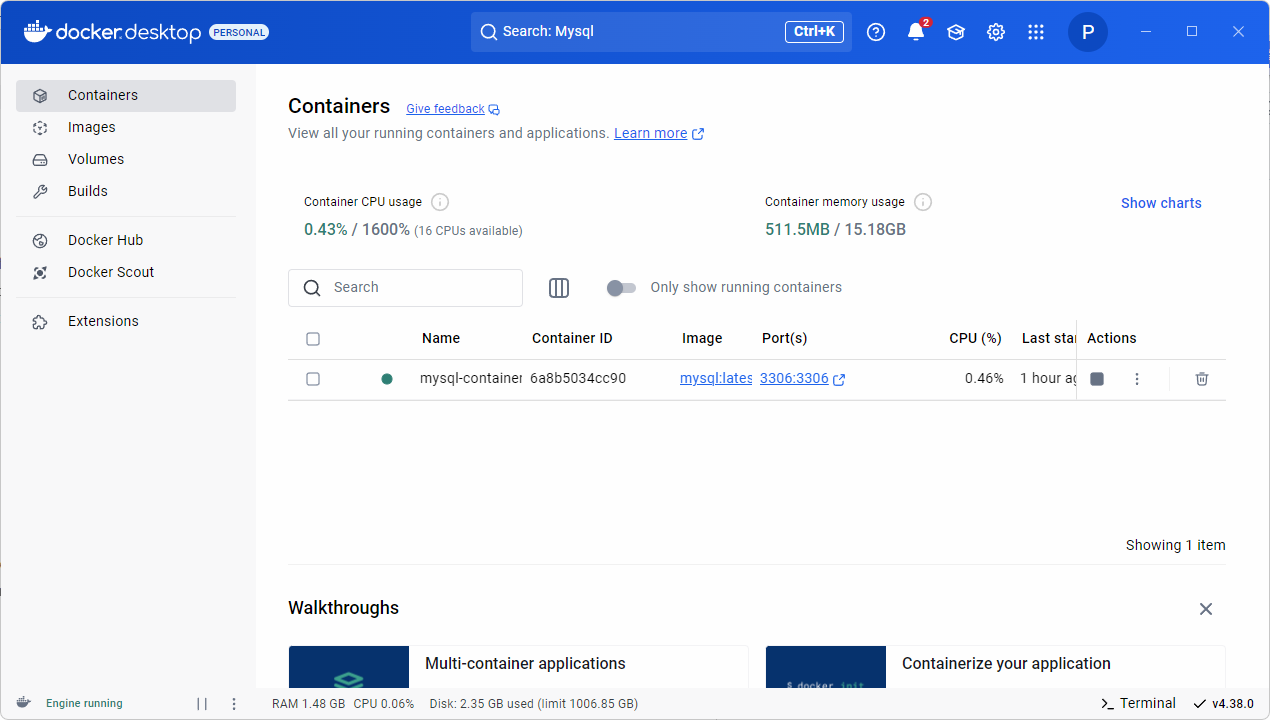 docker.desktop PERSONAL Search: Mysql Ctrl+K 2 P
Containers
Images
Volumes
Builds
Docker Hub
Docker Scout
Extensions
Containers Give feedback
View all your running containers and applications. Learn more
Container CPU usage Container memory usage Show charts
0.43% / 1600% (16 CPUs available) 511.5MB / 15.18GB
Search Only show running containers
Name Container ID Image Port(s) CPU (%) Last star Actions
mysql-container 6a8b5034cc90 mysql:lates 3306:3306 0.46% 1 hour ag
Showing 1 item
Walkthroughs
Multi-container applications
Containerize your application
$ docker init
Engine running RAM 1.48 GB CPU 0.06% Disk: 2.35 GB used (limit 1006.85 GB) Terminal v4.38.0